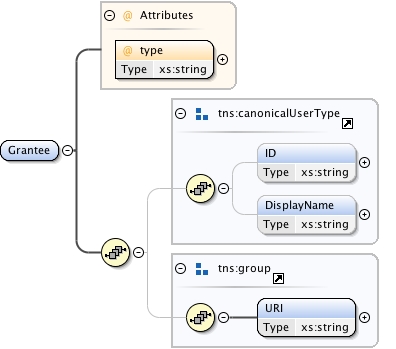 Attributes
@ type
Type xs:string
tns:canonicalUserType
ID
Type xs:string
Grantee
DisplayName
Type xs:string
tns:group
URI
Type xs:string